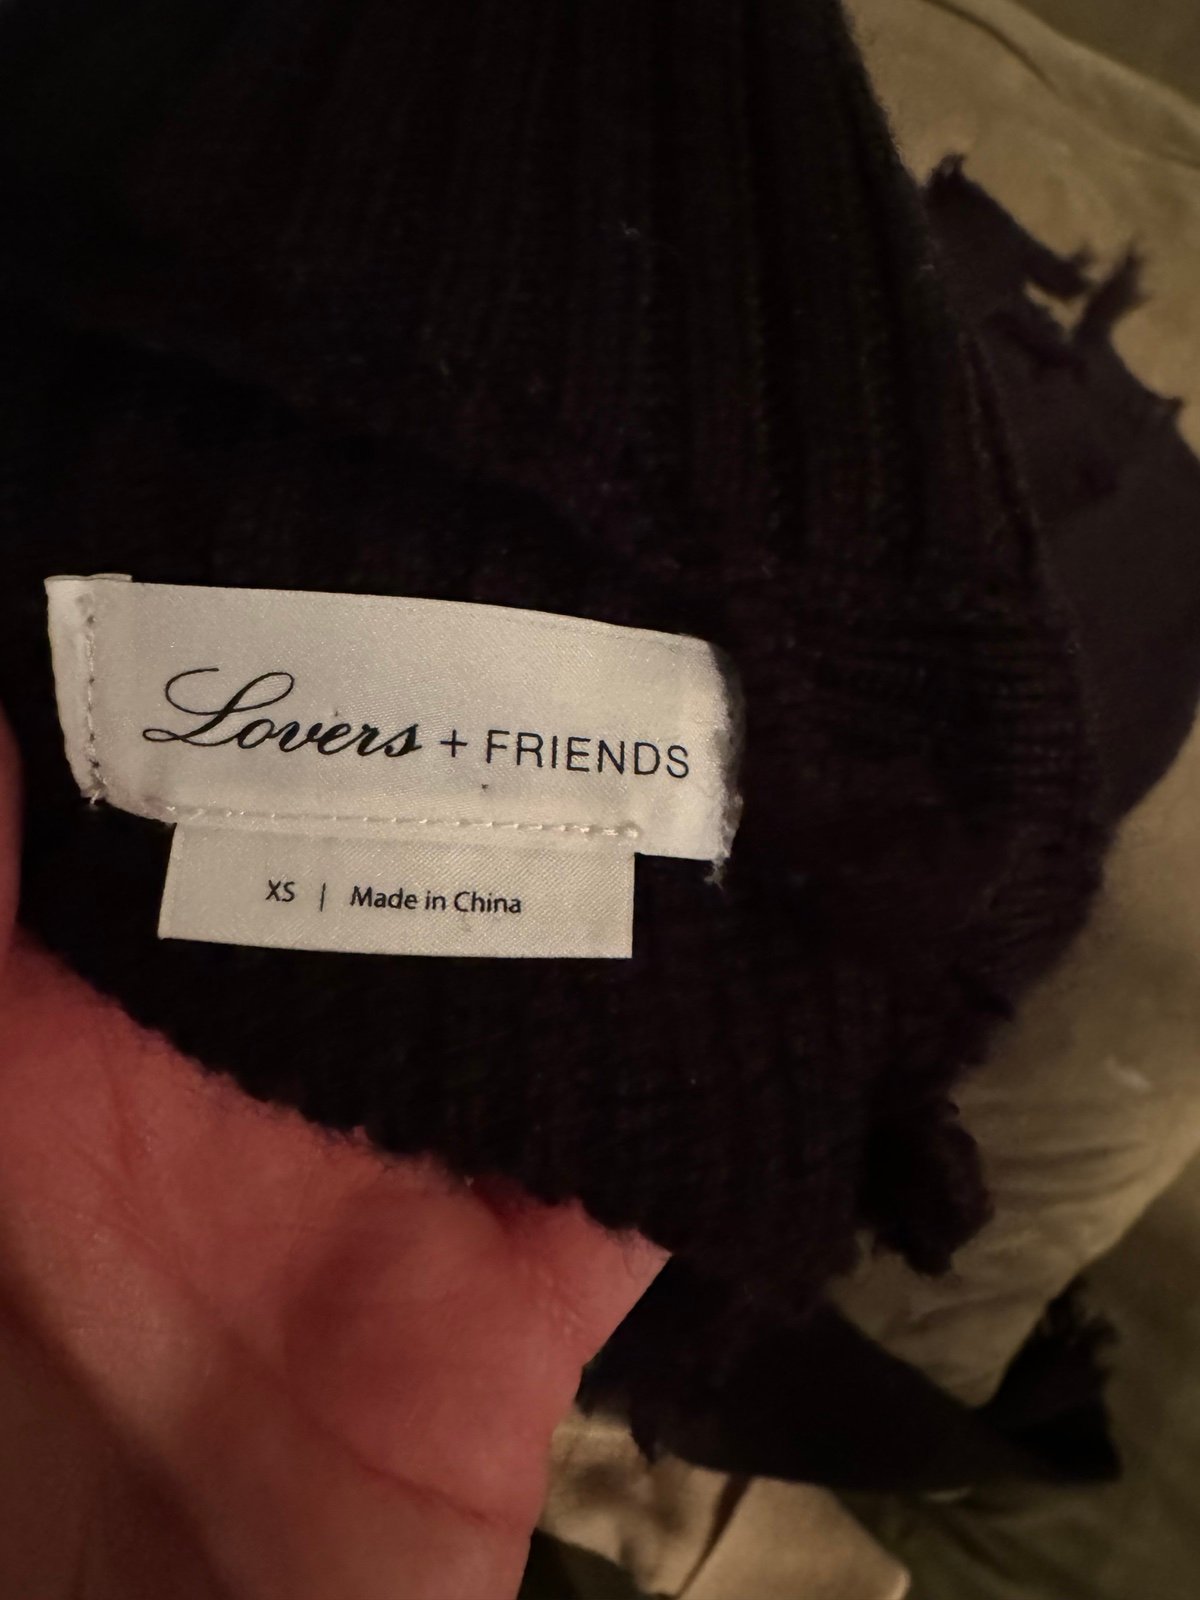 Lovers + FRIENDS
XS | Made in China